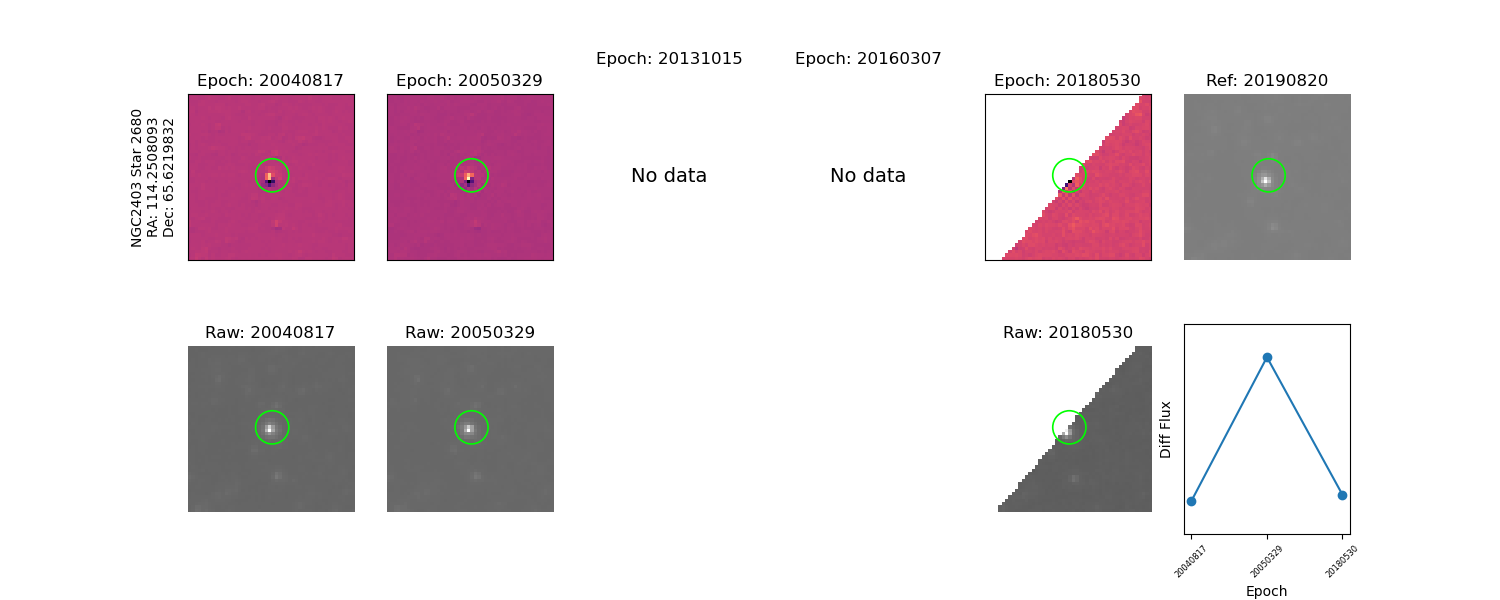 Epoch: 20040817
Epoch: 20050329
Epoch: 20131015
Epoch: 20160307
Epoch: 20180530
Ref: 20190820
NGC2403 Star 2680
RA: 114.2508093
Dec: 65.6219832
No data
No data
Raw: 20040817
Raw: 20050329
Raw: 20180530
Diff Flux
20040817
20050329
20180530
Epoch